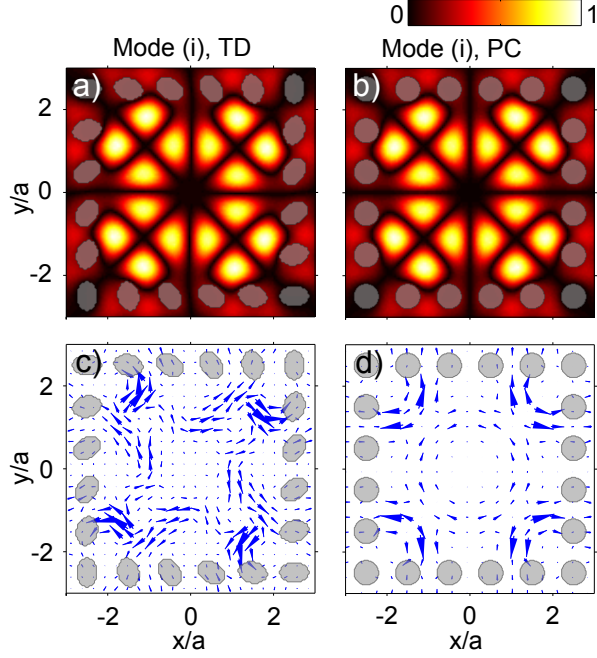 0 1
Mode (i), TD Mode (i), PC
a) b)
2
0
-2
y/a
c) d)
2
0
-2
y/a
-2 0 2 -2 0 2
x/a x/a